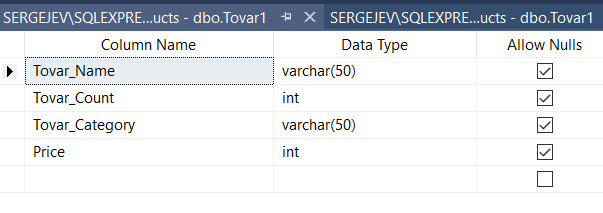 SERGEJEV\SQLEXPRE...ucts - dbo.Tovar1 SERGEJEV\SQLEXPRE...ucts - dbo.Tovar1
Column Name Data Type Allow Nulls
Tovar_Name varchar(50)
Tovar_Count int
Tovar_Category varchar(50)
Price int